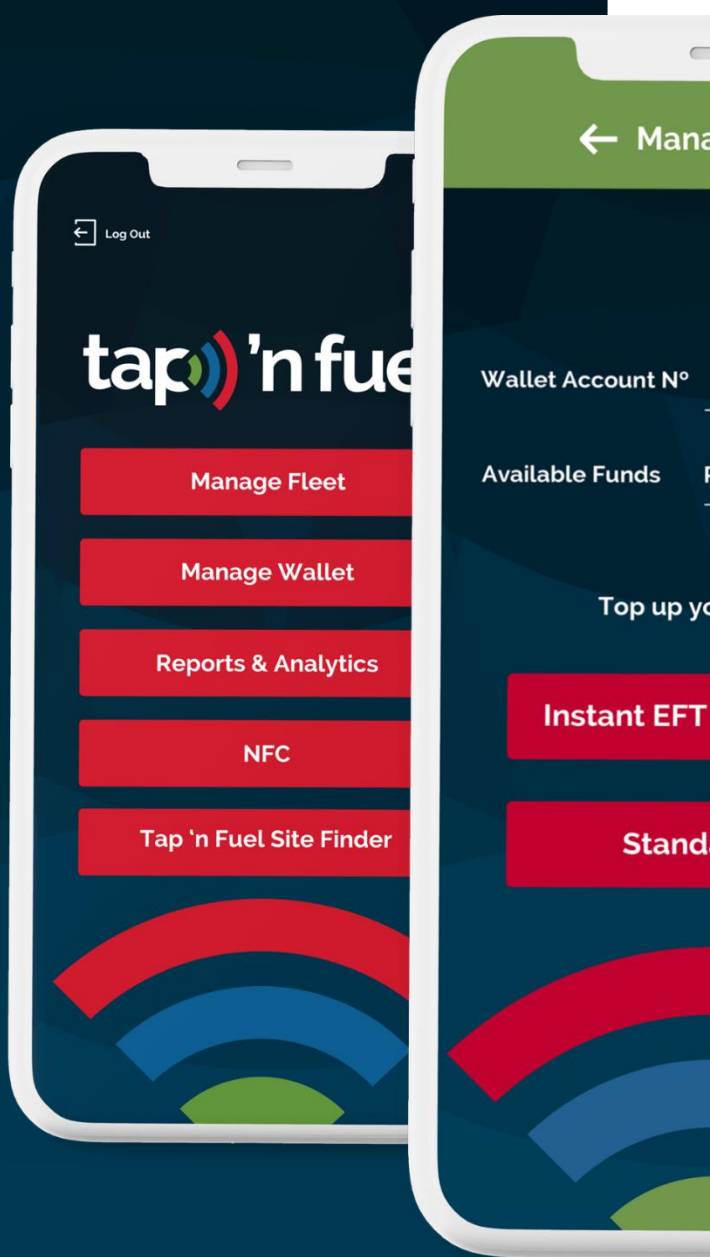 Log Out
tap 'n fue
Manage Fleet
Manage Wallet
Reports & Analytics
NFC
Tap 'n Fuel Site Finder
← Mana
Wallet Account Nº
Available Funds R
Top up yo
Instant EFT
Standa